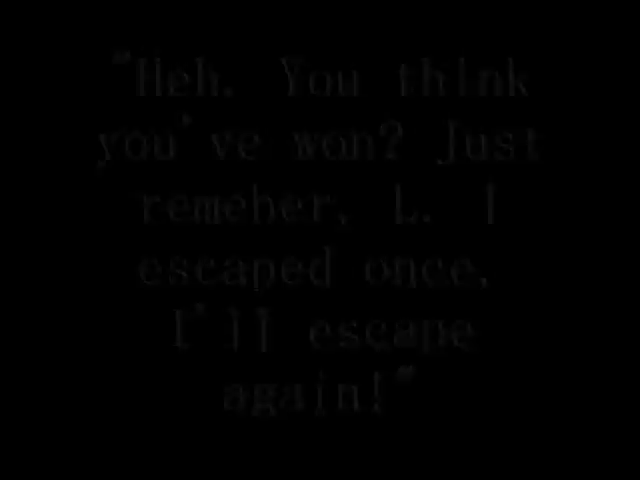 "Heh. You think
you've won? Just
remeber, L. I
escaped once,
I'll escape
again!"